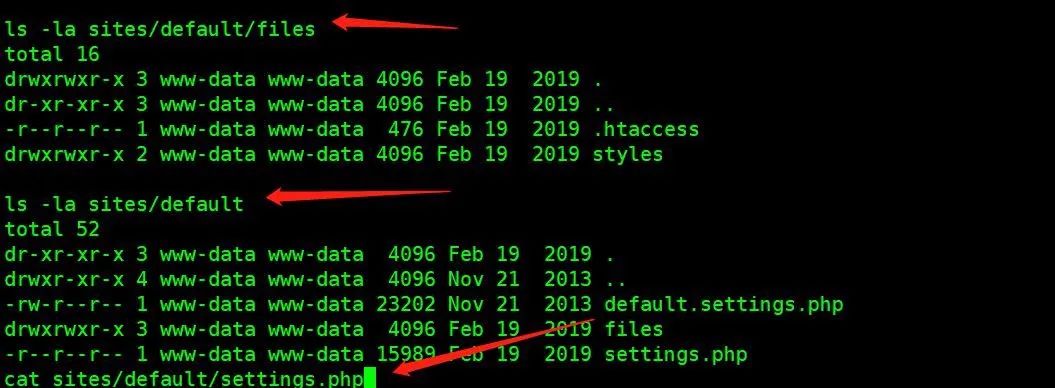 ls -la sites/default/files
total 16
drwxrwxr-x 3 www-data www-data 4096 Feb 19  2019 .
dr-xr-xr-x 3 www-data www-data 4096 Feb 19  2019 ..
-r--r--r-- 1 www-data www-data  476 Feb 19  2019 .htaccess
drwxrwxr-x 2 www-data www-data 4096 Feb 19  2019 styles
ls -la sites/default
total 52
dr-xr-xr-x 3 www-data www-data  4096 Feb 19  2019 .
drwxr-xr-x 4 www-data www-data  4096 Nov 21  2013 ..
-rw-r--r-- 1 www-data www-data 23202 Nov 21  2013 default.settings.php
drwxrwxr-x 3 www-data www-data  4096 Feb 19  2019 files
-r--r--r-- 1 www-data www-data 15989 Feb 19  2019 settings.php
cat sites/default/settings.php